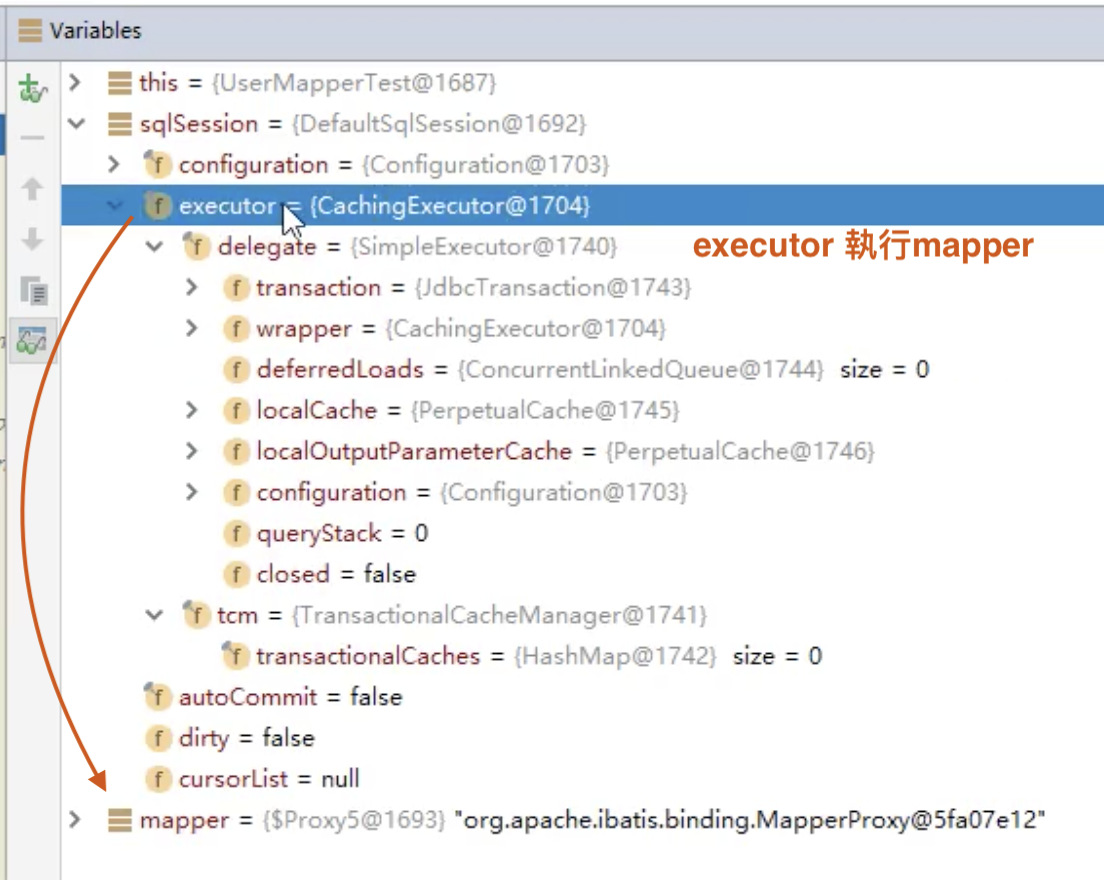 Variables
this = {UserMapperTest@1687}
sqlSession = {DefaultSqlSession@1692}
f configuration = {Configuration@1703}
f executor = {CachingExecutor@1704}
f delegate = {SimpleExecutor@1740}
executor 執行mapper
f transaction = {JdbcTransaction@1743}
f wrapper = {CachingExecutor@1704}
f deferredLoads = {ConcurrentLinkedQueue@1744} size = 0
f localCache = {PerpetualCache@1745}
f localOutputParameterCache = {PerpetualCache@1746}
f configuration = {Configuration@1703}
f queryStack = 0
f closed = false
f tcm = {TransactionalCacheManager@1741}
f transactionalCaches = {HashMap@1742} size = 0
f autoCommit = false
f dirty = false
f cursorList = null
mapper = {$Proxy5@1693} "org.apache.ibatis.binding.MapperProxy@5fa07e12"